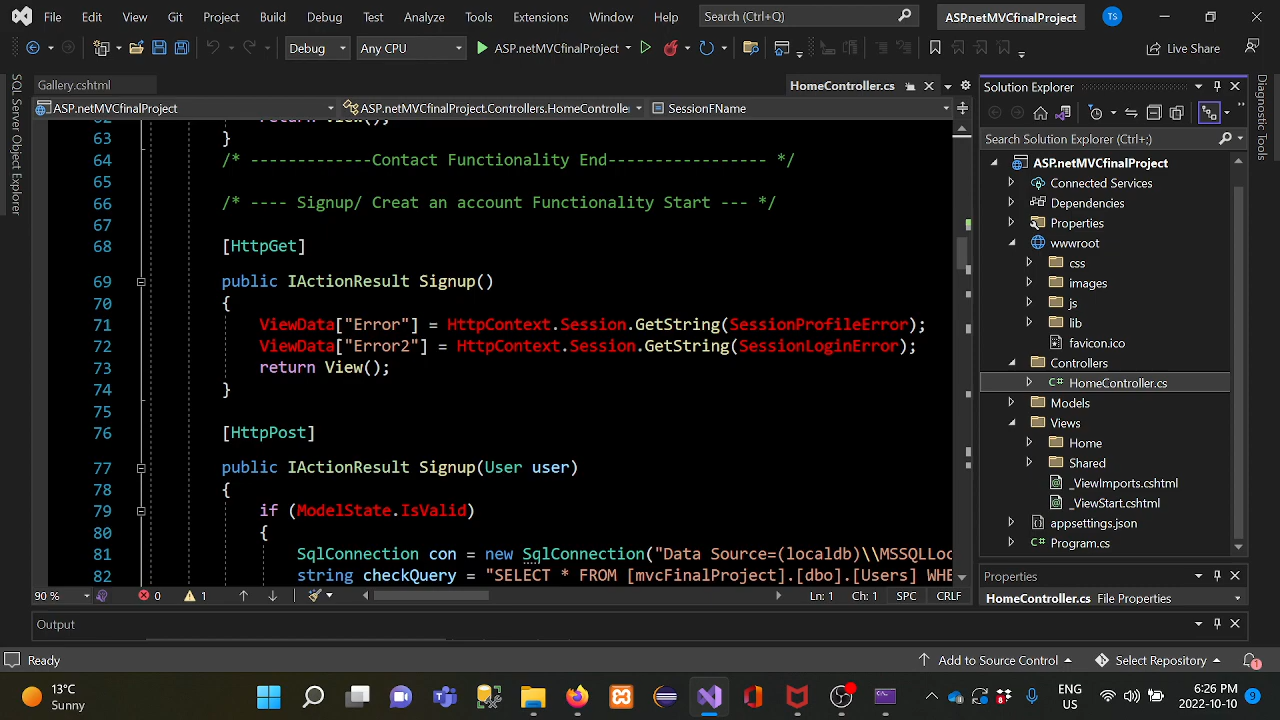 File Edit View Git Project Build Debug Test Analyze Tools Extensions Window Help Search (Ctrl+Q) ASP.netMVCfinalProject TS
Debug Any CPU ASP.netMVCfinalProject Live Share
Gallery.cshtml HomeController.cs
ASP.netMVCfinalProject ASP.netMVCfinalProject.Controllers.HomeController SessionFName
SQL Server Object Explorer
62 return View();
63 }
64 /* -------------Contact Functionality End----------------- */
65
66 /* ---- Signup/ Creat an account Functionality Start --- */
67
68 [HttpGet]
69 public IActionResult Signup()
70 {
71 ViewData["Error"] = HttpContext.Session.GetString(SessionProfileError);
72 ViewData["Error2"] = HttpContext.Session.GetString(SessionLoginError);
73 return View();
74 }
75
76 [HttpPost]
77 public IActionResult Signup(User user)
78 {
79 if (ModelState.IsValid)
80 {
81 SqlConnection con = new SqlConnection("Data Source=(localdb)\\MSSQLLoc
82 string checkQuery = "SELECT * FROM [mvcFinalProject].[dbo].[Users] WHE
90 % 0 1 Ln: 1 Ch: 1 SPC CRLF
Output
Solution Explorer
Search Solution Explorer (Ctrl+;)
ASP.netMVCfinalProject
Connected Services
Dependencies
Properties
wwwroot
css
images
js
lib
favicon.ico
Controllers
C# HomeController.cs
Models
Views
Home
Shared
_ViewImports.cshtml
_ViewStart.cshtml
appsettings.json
C# Program.cs
Properties
HomeController.cs File Properties
Data Tools
Ready Add to Source Control Select Repository 1
13°C
Sunny
ENG
US
6:26 PM
2022-10-10
9